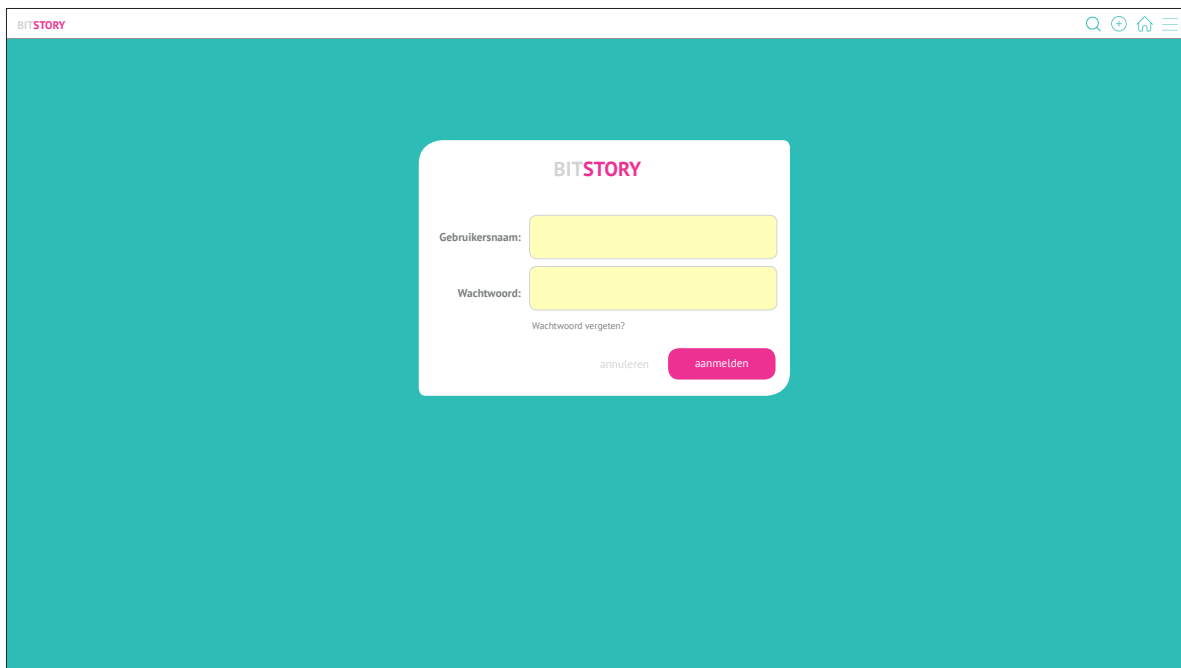 BITSTORY
BITSTORY
Gebruikersnaam:
Wachtwoord:
Wachtwoord vergeten?
annuleren aanmelden